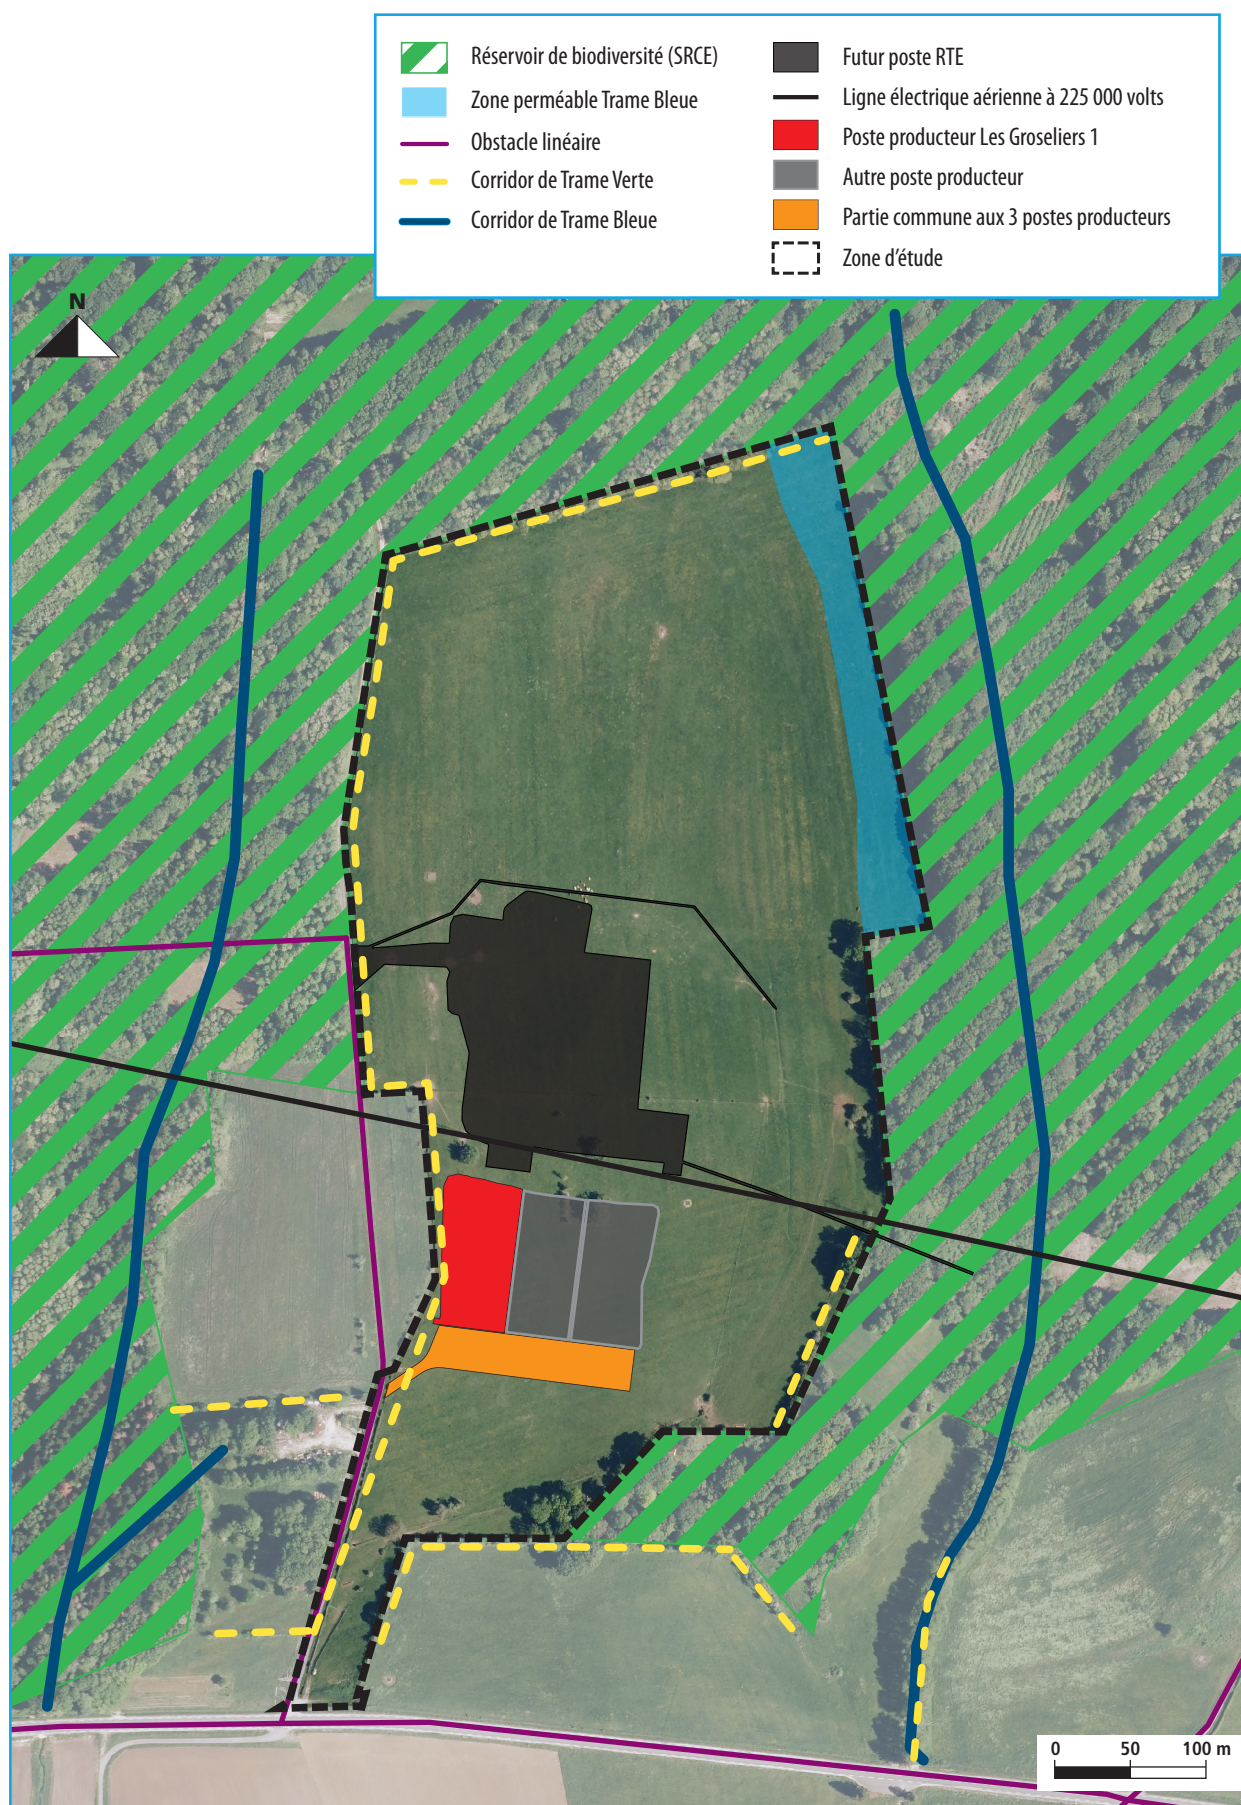 Réservoir de biodiversité (SRCE)
Zone perméable Trame Bleue
Obstacle linéaire
Corridor de Trame Verte
Corridor de Trame Bleue
Futur poste RTE
Ligne électrique aérienne à 225 000 volts
Poste producteur Les Groseliers 1
Autre poste producteur
Partie commune aux 3 postes producteurs
Zone d'étude
N
0 50 100 m